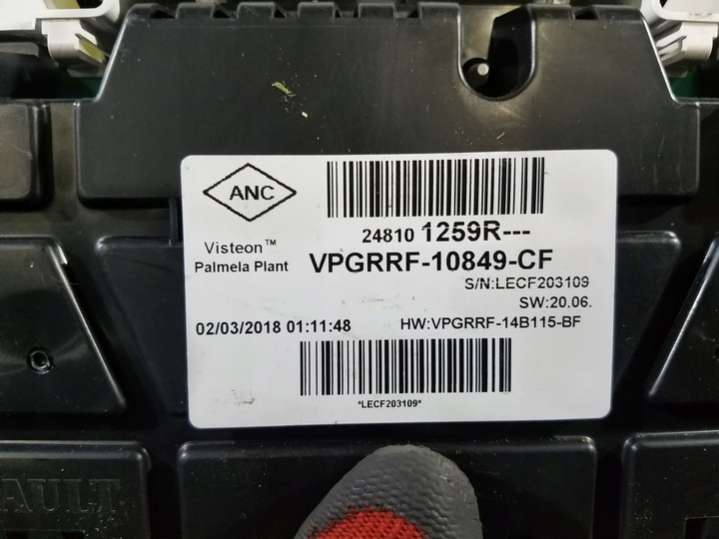 ANC
24810 1259R---
Visteon™
Palmela Plant
VPGRRF-10849-CF
S/N:LECF203109
SW:20.06.
02/03/2018 01:11:48
HW:VPGRRF-14B115-BF
*LECF203109*
AULT